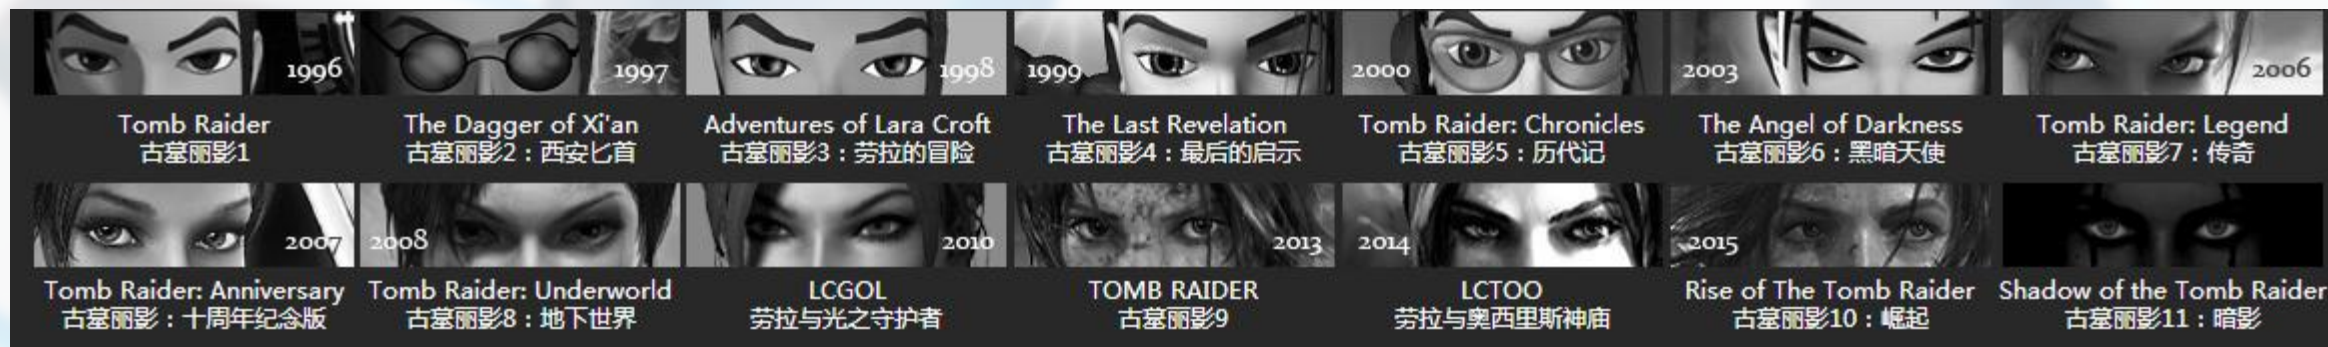 1996
1997
1998
1999
2000
2003
2006
Tomb Raider
古墓丽影1
The Dagger of Xi'an
古墓丽影2：西安匕首
Adventures of Lara Croft
古墓丽影3：劳拉的冒险
The Last Revelation
古墓丽影4：最后的启示
Tomb Raider: Chronicles
古墓丽影5：历代记
The Angel of Darkness
古墓丽影6：黑暗天使
Tomb Raider: Legend
古墓丽影7：传奇
2007
2008
2010
2013
2014
2015
Tomb Raider: Anniversary
古墓丽影：十周年纪念版
Tomb Raider: Underworld
古墓丽影8：地下世界
LCGOL
劳拉与光之守护者
TOMB RAIDER
古墓丽影9
LCTOO
劳拉与奥西里斯神庙
Rise of The Tomb Raider
古墓丽影10：崛起
Shadow of the Tomb Raider
古墓丽影11：暗影